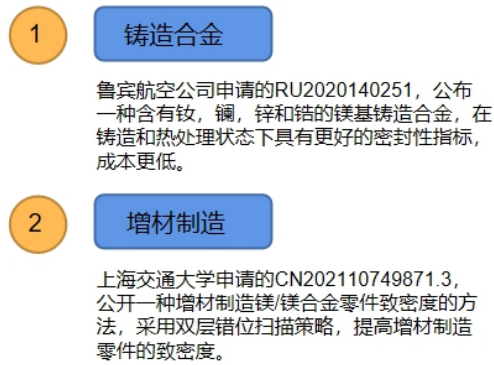 1
铸造合金
鲁宾航空公司申请的RU2020140251，公布
一种含有钕，镧，锌和锆的镁基铸造合金，在
铸造和热处理状态下具有更好的密封性指标，
成本更低。
2
增材制造
上海交通大学申请的CN202110749871.3，
公开一种增材制造镁/镁合金零件致密度的方
法，采用双层错位扫描策略，提高增材制造
零件的致密度。